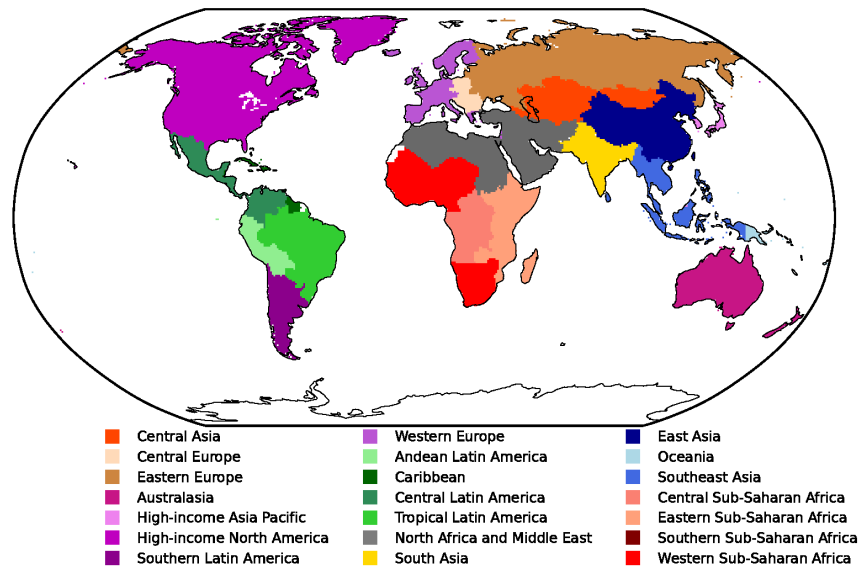 Central Asia
Central Europe
Eastern Europe
Australasia
High-income Asia Pacific
High-income North America
Southern Latin America
Western Europe
Andean Latin America
Caribbean
Central Latin America
Tropical Latin America
North Africa and Middle East
South Asia
East Asia
Oceania
Southeast Asia
Central Sub-Saharan Africa
Eastern Sub-Saharan Africa
Southern Sub-Saharan Africa
Western Sub-Saharan Africa